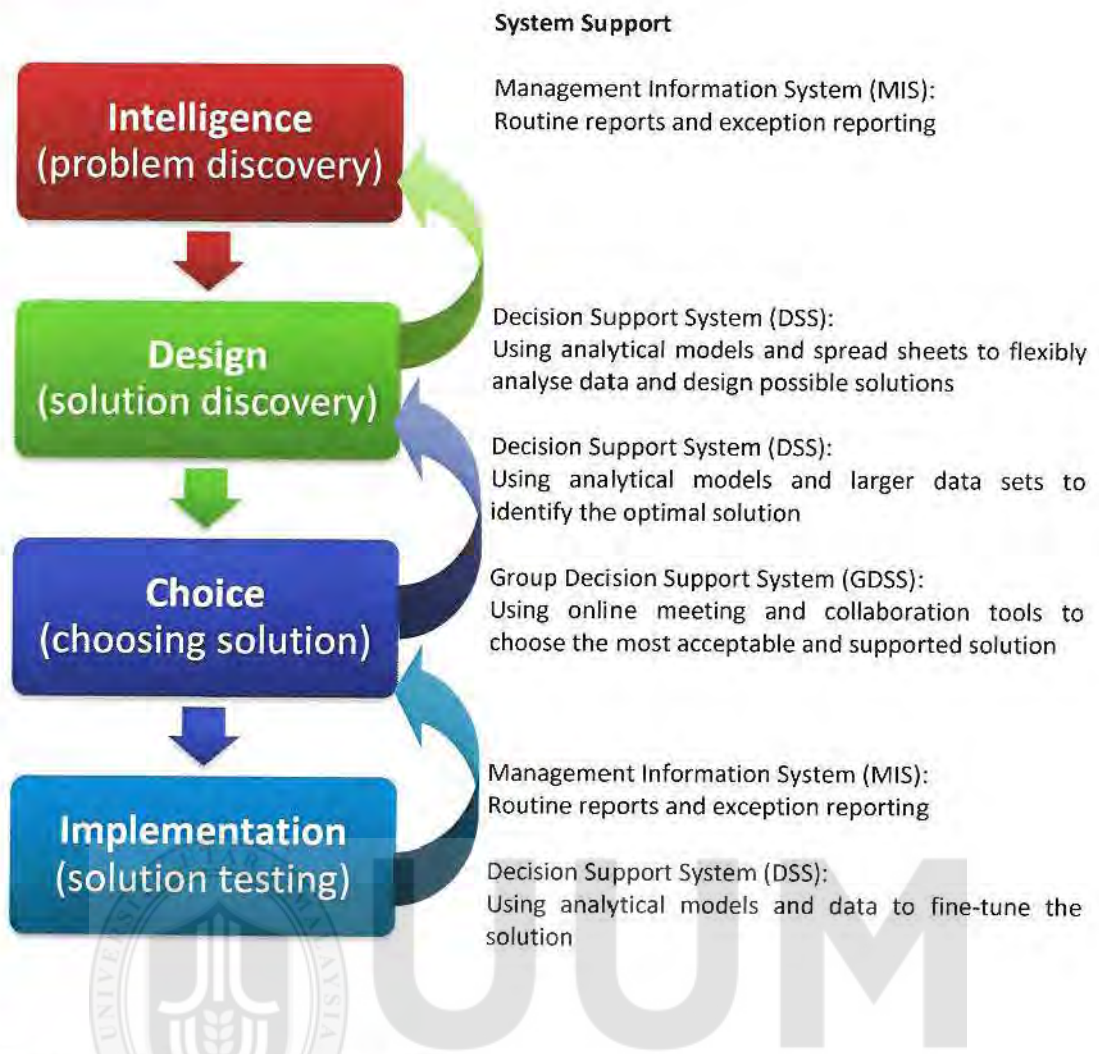 System Support
Intelligence
(problem discovery)
Management Information System (MIS):
Routine reports and exception reporting
Design
(solution discovery)
Decision Support System (DSS):
Using analytical models and spread sheets to flexibly
analyse data and design possible solutions
Decision Support System (DSS):
Using analytical models and larger data sets to
identify the optimal solution
Choice
(choosing solution)
Group Decision Support System (GDSS):
Using online meeting and collaboration tools to
choose the most acceptable and supported solution
Implementation
(solution testing)
Management Information System (MIS):
Routine reports and exception reporting
Decision Support System (DSS):
Using analytical models and data to fine-tune the
solution
UUM